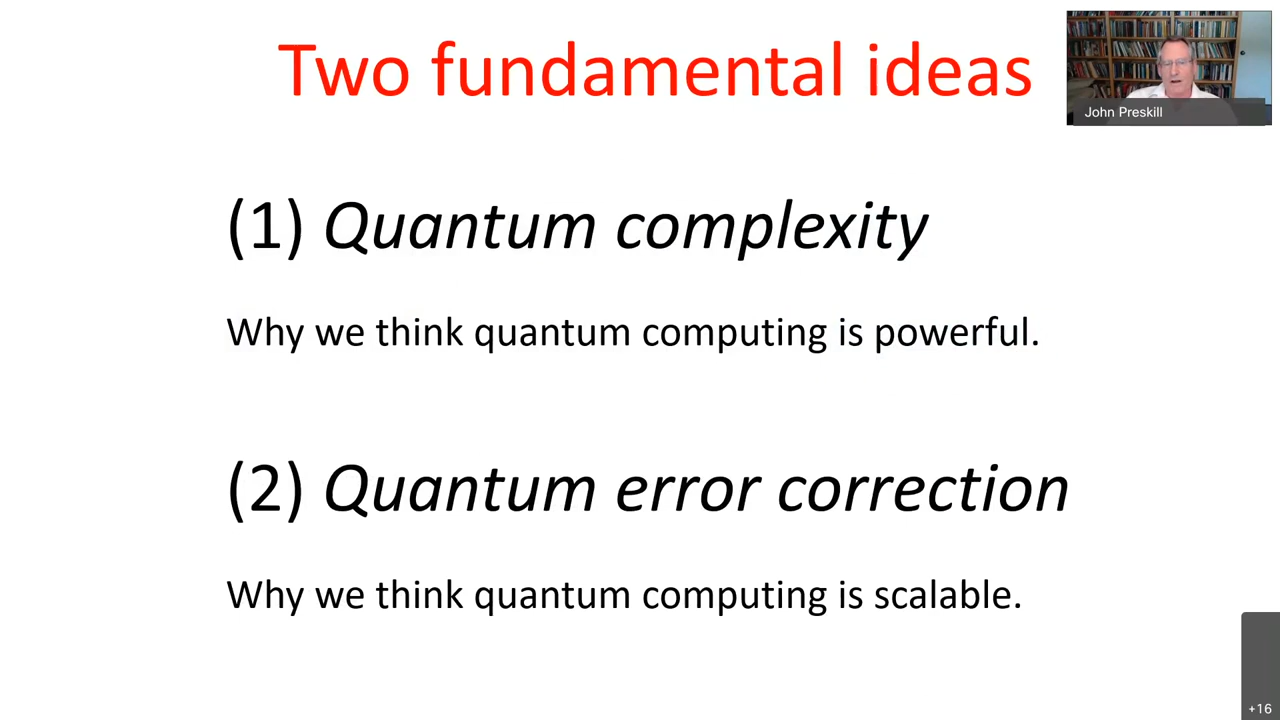 Two fundamental ideas
John Preskill
(1) Quantum complexity
Why we think quantum computing is powerful.
(2) Quantum error correction
Why we think quantum computing is scalable.
+16